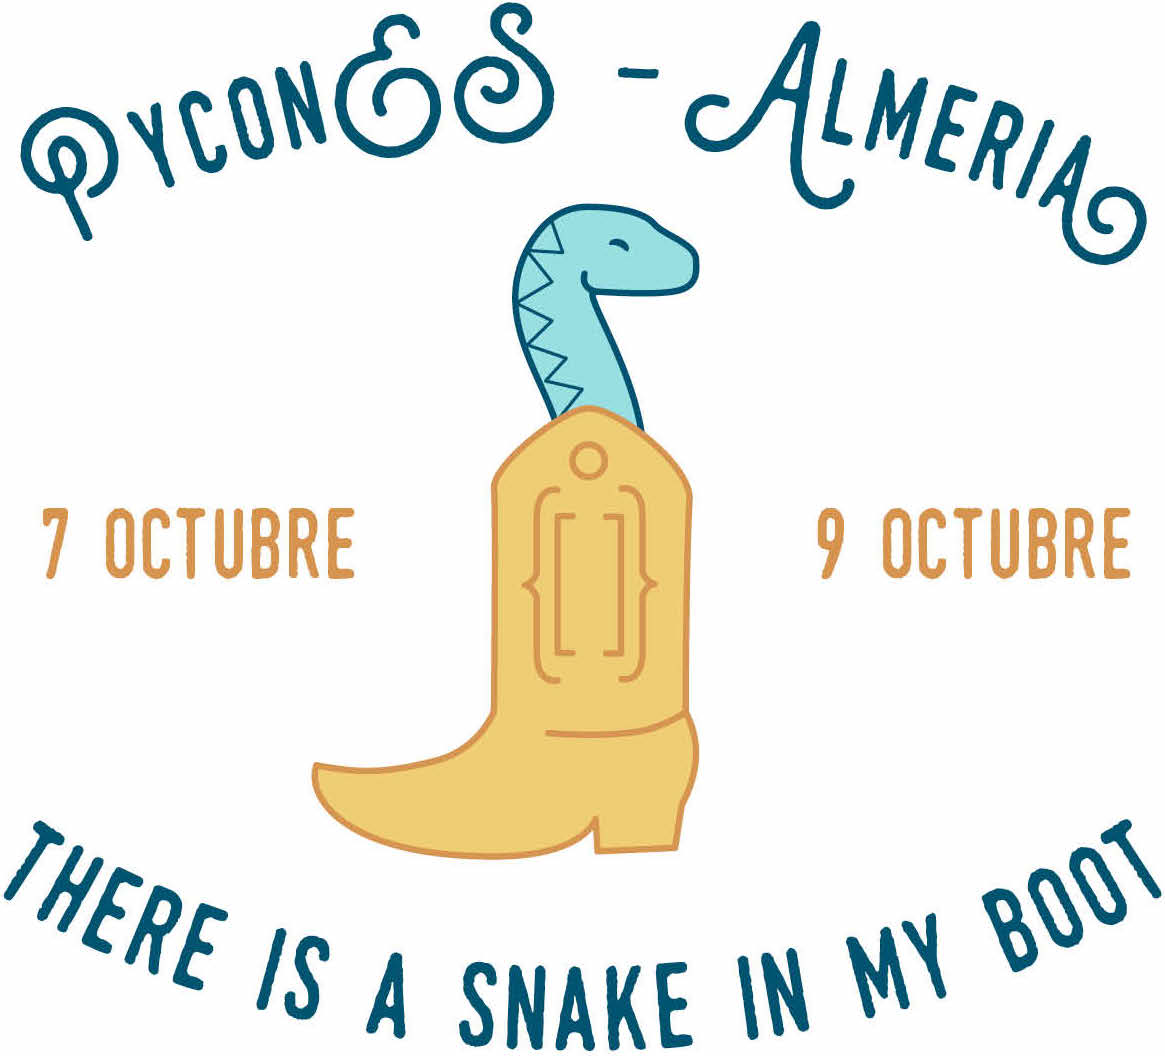 PyconES - Almeria
7 OCTUBRE
9 OCTUBRE
{[]}
THERE IS A SNAKE IN MY BOOT